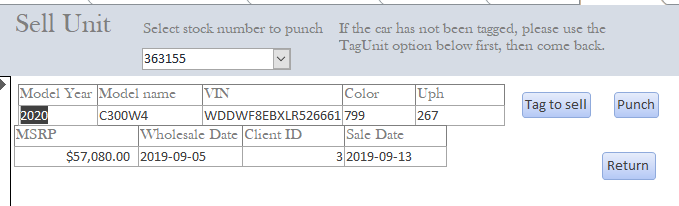 Sell Unit
Select stock number to punch
If the car has not been tagged, please use the
TagUnit option below first, then come back.
363155
Model Year Model name VIN Color Uph
2020 C300W4 WDDWF8EBXLR526661 799 267
Tag to sell Punch
MSRP Wholesale Date Client ID Sale Date
$57,080.00 2019-09-05 3 2019-09-13
Return